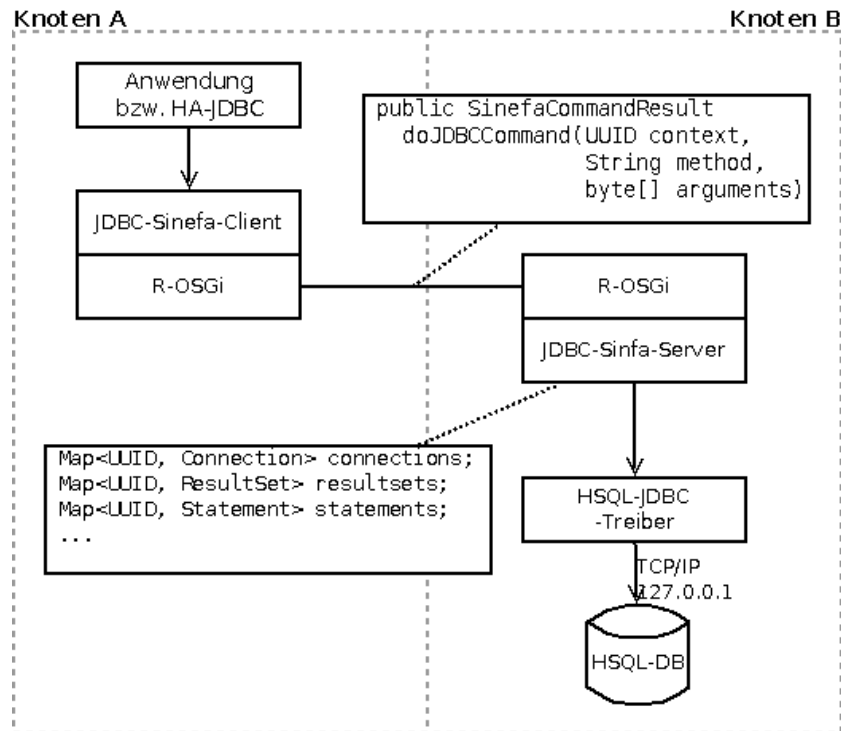 Knoten A
Knoten B
Anwendung
bzw. HA-JDBC
public SinefaCommandResult
doJDBCCommand(UUID context,
String method,
byte[] arguments)
JDBC-Sinefa-Client
R-OSGi
R-OSGi
JDBC-Sinfa-Server
Map<UUID, Connection> connections;
Map<UUID, ResultSet> resultsets;
Map<UUID, Statement> statements;
...
HSQL-JDBC
-Treiber
TCP/IP
127.0.0.1
HSQL-DB